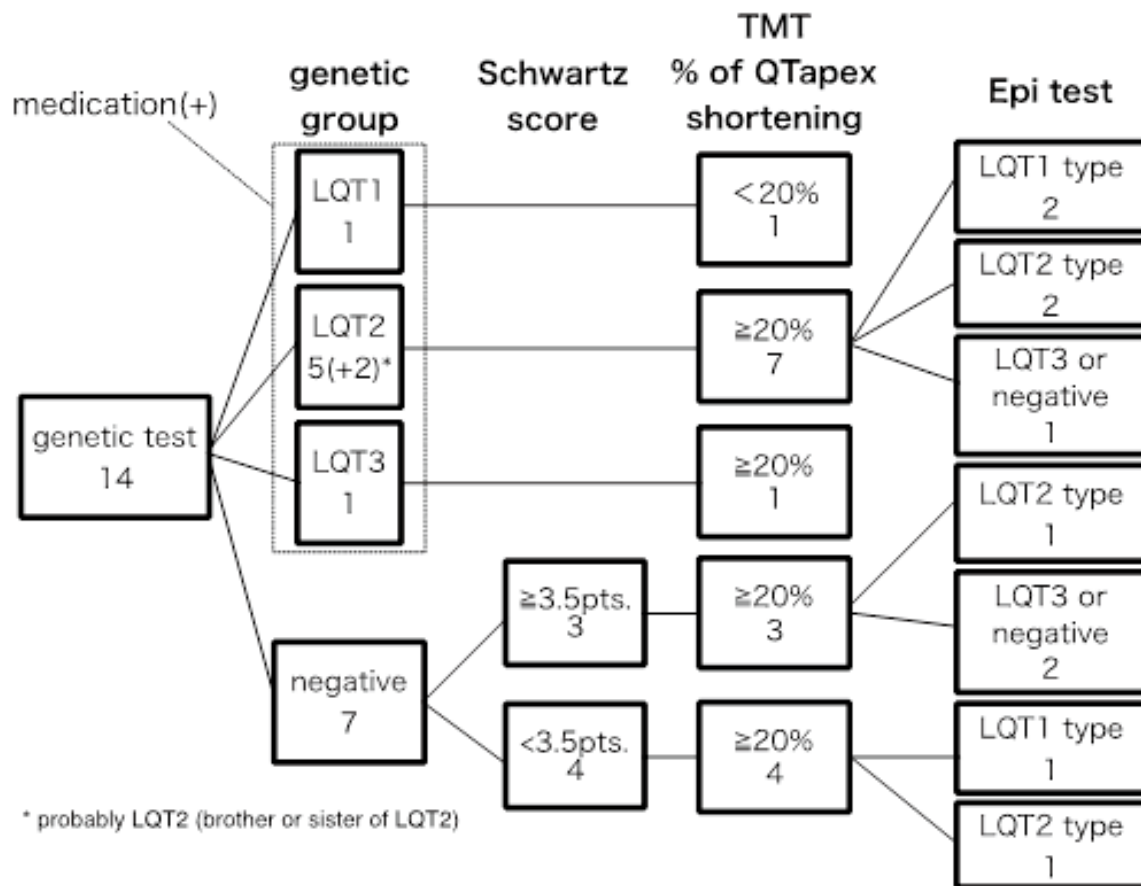 medication(+)
genetic
group
Schwartz
score
TMT
% of QTapex
shortening
Epi test
genetic test
14
LQT1
1
LQT2
5(+2)*
LQT3
1
negative
7
≧3.5pts.
3
<3.5pts.
4
＜20%
1
≧20%
7
≧20%
1
≧20%
3
≧20%
4
LQT1 type
2
LQT2 type
2
LQT3 or
negative
1
LQT2 type
1
LQT3 or
negative
2
LQT1 type
1
LQT2 type
1
* probably LQT2 (brother or sister of LQT2)